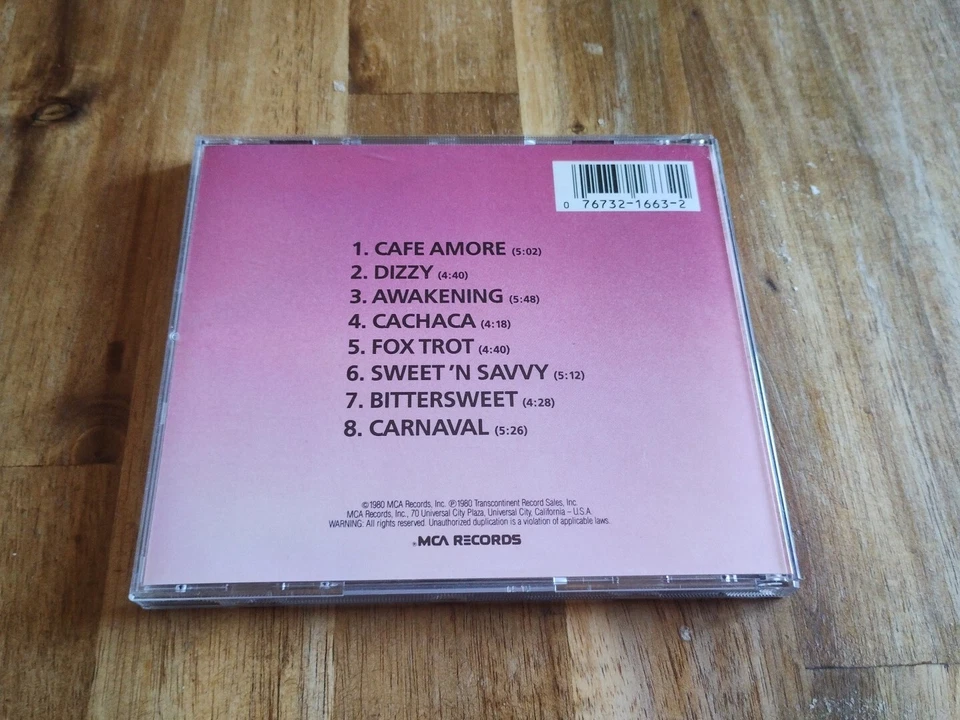 0 76732-1663-2
1. CAFE AMORE (5:02)
2. DIZZY (4:40)
3. AWAKENING (5:48)
4. CACHACA (4:18)
5. FOX TROT (4:40)
6. SWEET 'N SAVVY (5:12)
7. BITTERSWEET (4:28)
8. CARNAVAL (5:26)
©1980 MCA Records, Inc. ℗1980 Transcontinent Record Sales, Inc.
MCA Records, Inc., 70 Universal City Plaza, Universal City, California – U.S.A.
WARNING: All rights reserved. Unauthorized duplication is a violation of applicable laws.
®MCA RECORDS